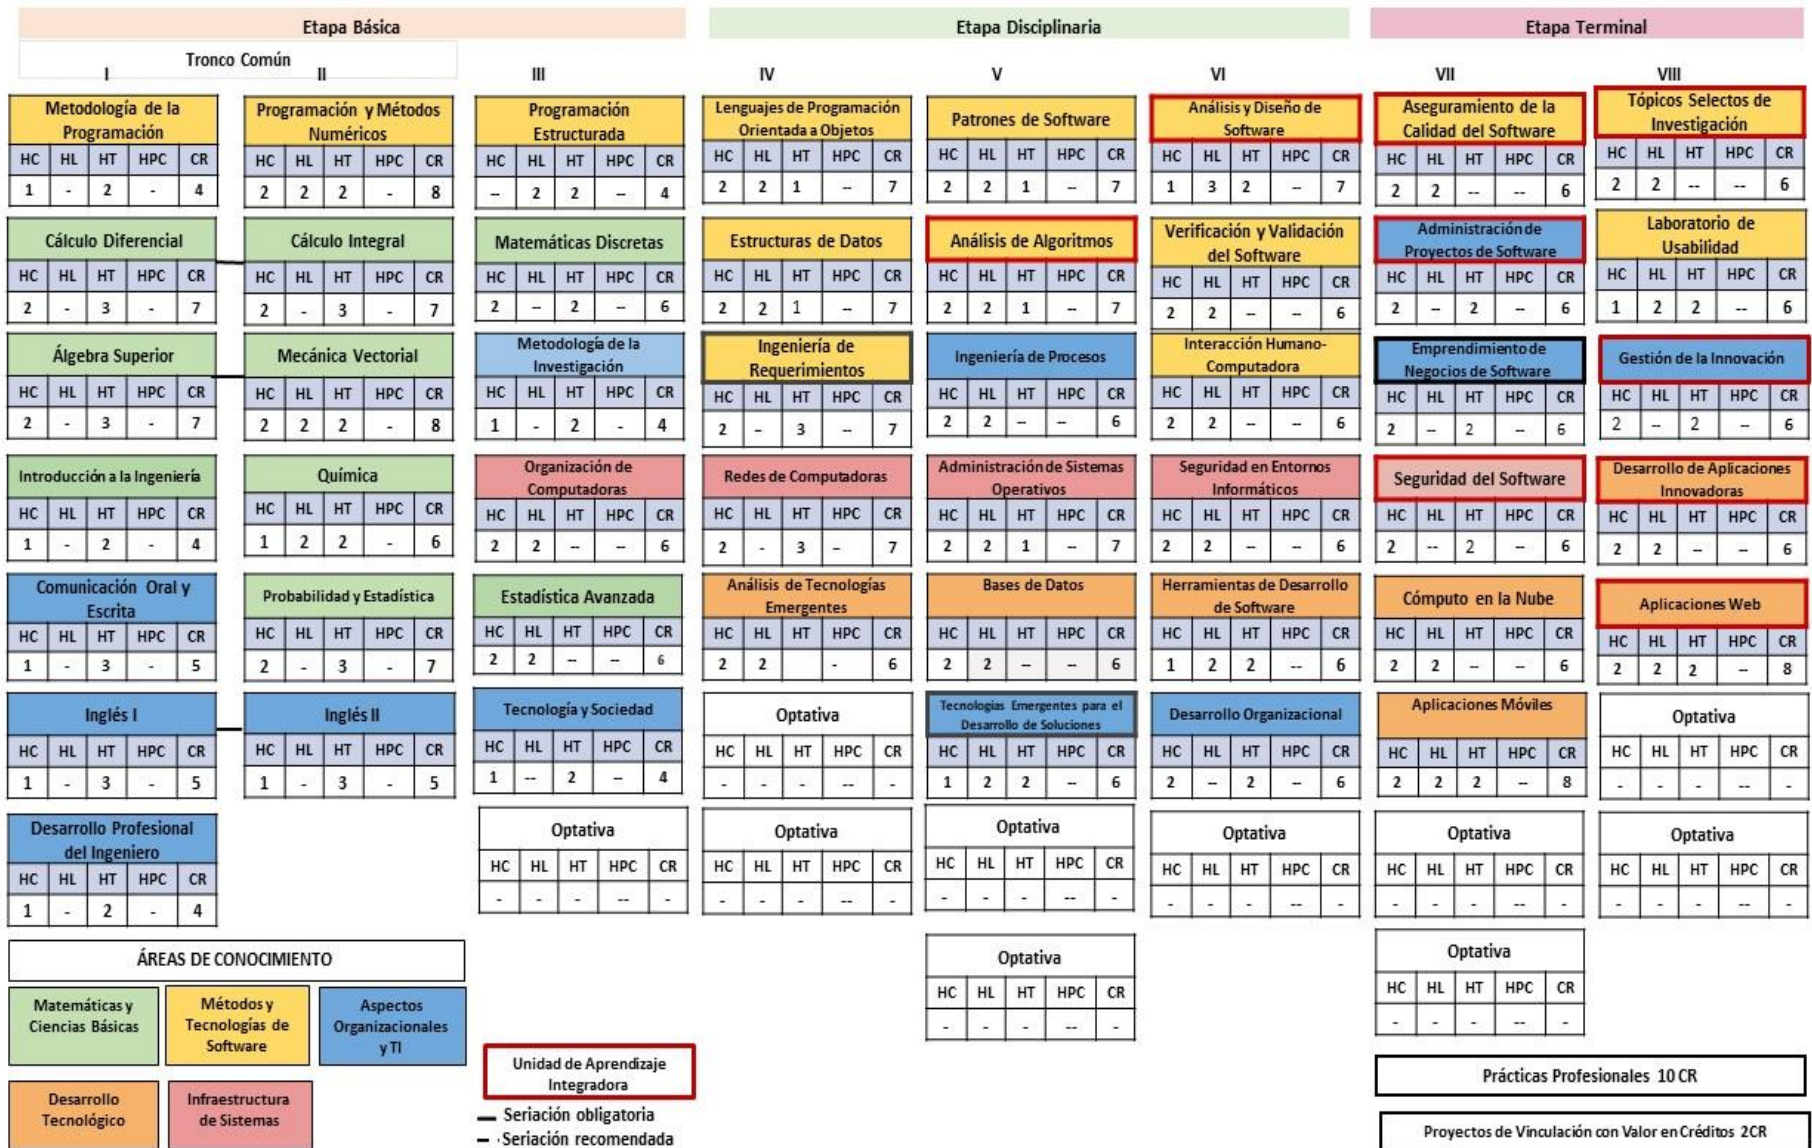 Etapa Básica
Etapa Disciplinaria
Etapa Terminal
Tronco Común
I
II
III
IV
V
VI
VII
VIII
Metodología de la
Programación
HC HL HT HPC CR
1 - 2 - 4
Cálculo Diferencial
HC HL HT HPC CR
2 - 3 - 7
Álgebra Superior
HC HL HT HPC CR
2 - 3 - 7
Introducción a la Ingeniería
HC HL HT HPC CR
1 - 2 - 4
Comunicación Oral y
Escrita
HC HL HT HPC CR
1 - 3 - 5
Inglés I
HC HL HT HPC CR
1 - 3 - 5
Desarrollo Profesional
del Ingeniero
HC HL HT HPC CR
1 - 2 - 4
Programación y Métodos
Numéricos
HC HL HT HPC CR
2 2 2 - 8
Cálculo Integral
HC HL HT HPC CR
2 - 3 - 7
Mecánica Vectorial
HC HL HT HPC CR
2 2 2 - 8
Química
HC HL HT HPC CR
1 2 2 - 6
Probabilidad y Estadística
HC HL HT HPC CR
2 - 3 - 7
Inglés II
HC HL HT HPC CR
1 - 3 - 5
Programación
Estructurada
HC HL HT HPC CR
-- 2 2 -- 4
Matemáticas Discretas
HC HL HT HPC CR
2 -- 2 -- 6
Metodología de la
Investigación
HC HL HT HPC CR
1 - 2 - 4
Organización de
Computadoras
HC HL HT HPC CR
2 2 -- -- 6
Estadística Avanzada
HC HL HT HPC CR
2 2 -- -- 6
Tecnología y Sociedad
HC HL HT HPC CR
1 -- 2 -- 4
Optativa
HC HL HT HPC CR
- - - -- -
Lenguajes de Programación
Orientada a Objetos
HC HL HT HPC CR
2 2 1 -- 7
Estructuras de Datos
HC HL HT HPC CR
2 2 1 -- 7
Ingeniería de
Requerimientos
HC HL HT HPC CR
2 -- 3 -- 7
Redes de Computadoras
HC HL HT HPC CR
2 - 3 -- 7
Análisis de Tecnologías
Emergentes
HC HL HT HPC CR
2 2 - 6
Optativa
HC HL HT HPC CR
- - - -- -
Optativa
HC HL HT HPC CR
- - - -- -
Patrones de Software
HC HL HT HPC CR
2 2 1 -- 7
Análisis de Algoritmos
HC HL HT HPC CR
2 2 1 -- 7
Ingeniería de Procesos
HC HL HT HPC CR
2 2 -- -- 6
Administración de Sistemas
Operativos
HC HL HT HPC CR
2 2 1 -- 7
Bases de Datos
HC HL HT HPC CR
2 2 -- -- 6
Tecnologías Emergentes para el
Desarrollo de Soluciones
HC HL HT HPC CR
1 2 2 -- 6
Optativa
HC HL HT HPC CR
- - - -- -
Optativa
HC HL HT HPC CR
- - - -- -
Análisis y Diseño de
Software
HC HL HT HPC CR
1 3 2 -- 7
Verificación y Validación
del Software
HC HL HT HPC CR
2 2 -- -- 6
Interacción Humano-
Computadora
HC HL HT HPC CR
2 2 -- -- 6
Seguridad en Entornos
Informáticos
HC HL HT HPC CR
2 2 -- -- 6
Herramientas de Desarrollo
de Software
HC HL HT HPC CR
1 2 2 -- 6
Desarrollo Organizacional
HC HL HT HPC CR
2 -- 2 -- 6
Optativa
HC HL HT HPC CR
- - - -- -
Aseguramiento de la
Calidad del Software
HC HL HT HPC CR
2 2 -- -- 6
Administración de
Proyectos de Software
HC HL HT HPC CR
2 -- 2 -- 6
Emprendimiento de
Negocios de Software
HC HL HT HPC CR
2 -- 2 -- 6
Seguridad del Software
HC HL HT HPC CR
2 -- 2 -- 6
Cómputo en la Nube
HC HL HT HPC CR
2 2 -- -- 6
Aplicaciones Móviles
HC HL HT HPC CR
2 2 2 -- 8
Optativa
HC HL HT HPC CR
- - - -- -
Optativa
HC HL HT HPC CR
- - - -- -
Tópicos Selectos de
Investigación
HC HL HT HPC CR
2 2 -- -- 6
Laboratorio de
Usabilidad
HC HL HT HPC CR
1 2 2 -- 6
Gestión de la Innovación
HC HL HT HPC CR
2 -- 2 -- 6
Desarrollo de Aplicaciones
Innovadoras
HC HL HT HPC CR
2 2 -- -- 6
Aplicaciones Web
HC HL HT HPC CR
2 2 2 -- 8
Optativa
HC HL HT HPC CR
- - - -- -
Optativa
HC HL HT HPC CR
- - - -- -
ÁREAS DE CONOCIMIENTO
Matemáticas y
Ciencias Básicas
Métodos y
Tecnologías de
Software
Aspectos
Organizacionales
y TI
Desarrollo
Tecnológico
Infraestructura
de Sistemas
Unidad de Aprendizaje
Integradora
Seriación obligatoria
Seriación recomendada
Prácticas Profesionales 10 CR
Proyectos de Vinculación con Valor en Créditos 2CR